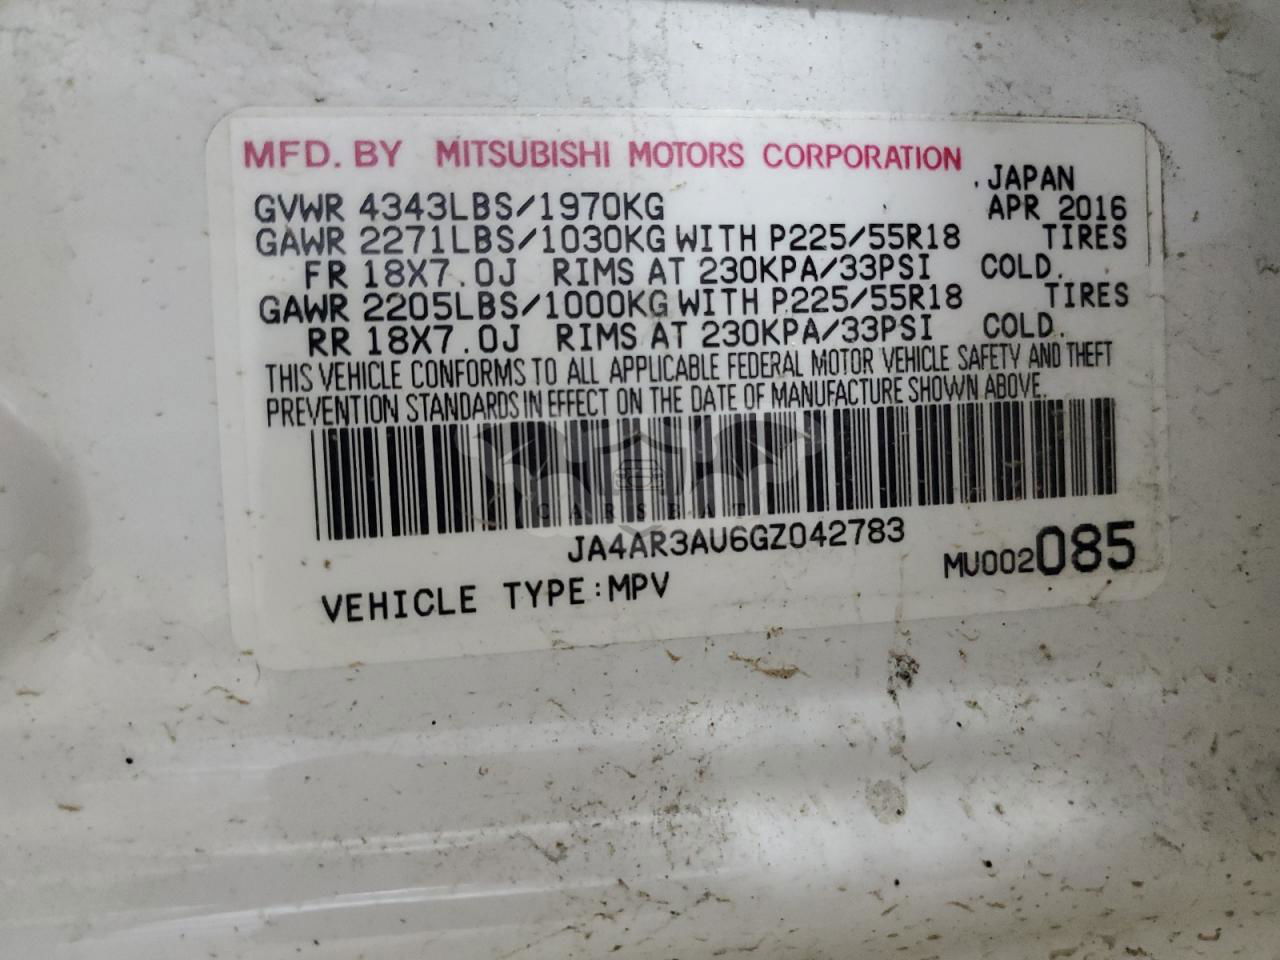 MFD. BY MITSUBISHI MOTORS CORPORATION
JAPAN
GVWR 4343LBS/1970KG APR 2016
GAWR 2271LBS/1030KG WITH P225/55R18 TIRES
FR 18X7.0J RIMS AT 230KPA/33PSI COLD.
GAWR 2205LBS/1000KG WITH P225/55R18 TIRES
RR 18X7.0J RIMS AT 230KPA/33PSI COLD.
THIS VEHICLE CONFORMS TO ALL APPLICABLE FEDERAL MOTOR VEHICLE SAFETY AND THEFT
PREVENTION STANDARDS IN EFFECT ON THE DATE OF MANUFACTURE SHOWN ABOVE.
CARSBAT
JA4AR3AU6GZ042783
MU002085
VEHICLE TYPE:MPV